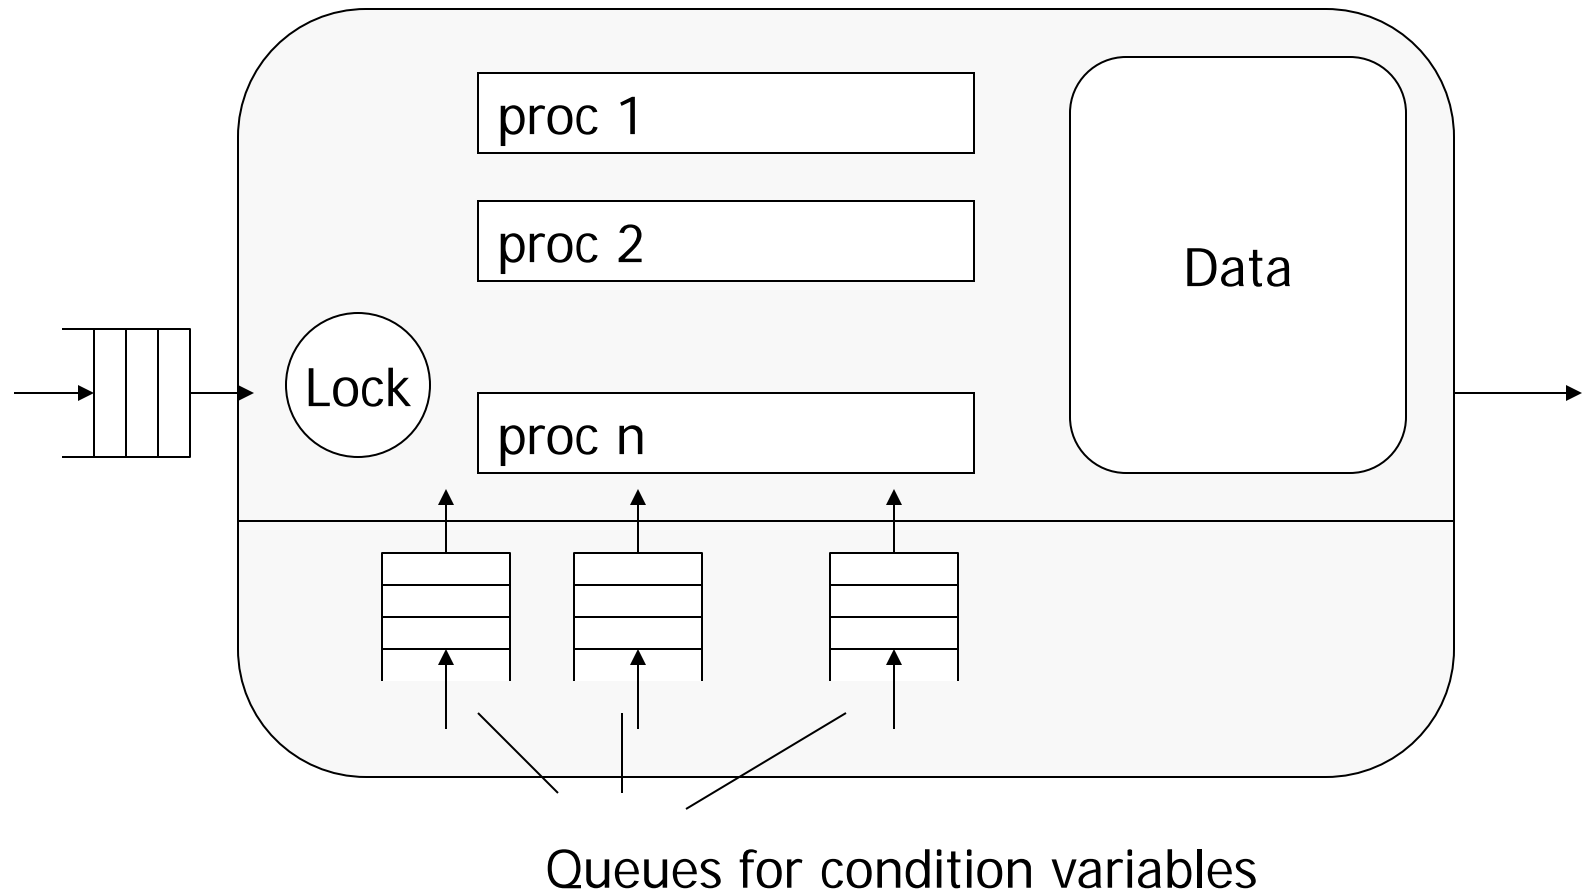 proc 1
proc 2
Data
Lock
proc n
Queues for condition variables